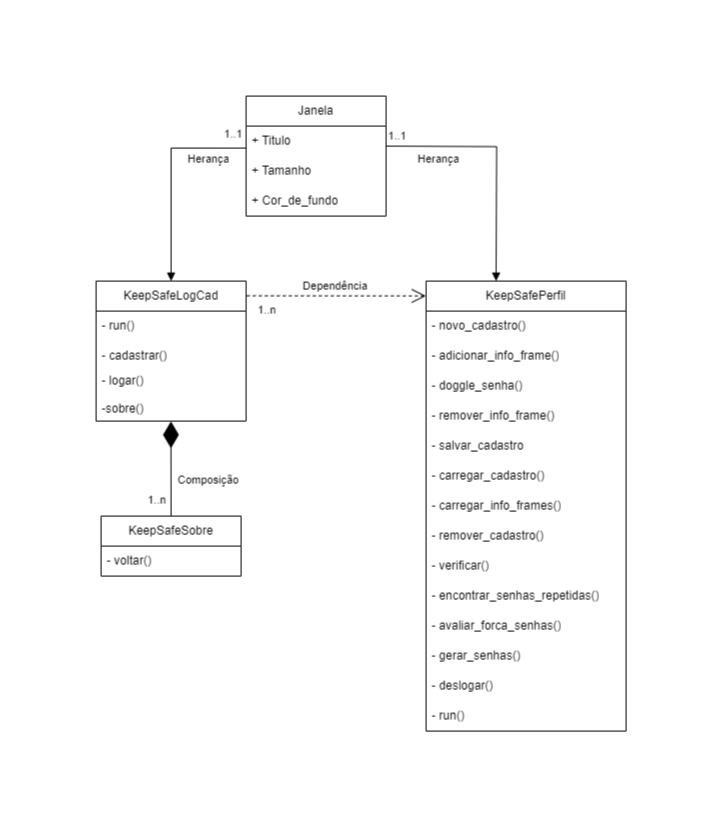 Janela
1..1
1..1
+ Titulo
Herança
Herança
+ Tamanho
+ Cor_de_fundo
KeepSafeLogCad
Dependência
KeepSafePerfil
1..n
- run()
- cadastrar()
- logar()
-sobre()
- novo_cadastro()
- adicionar_info_frame()
- doggle_senha()
- remover_info_frame()
- salvar_cadastro
- carregar_cadastro()
- carregar_info_frames()
- remover_cadastro()
- verificar()
- encontrar_senhas_repetidas()
- avaliar_forca_senhas()
- gerar_senhas()
- deslogar()
- run()
Composição
1..n
KeepSafeSobre
- voltar()